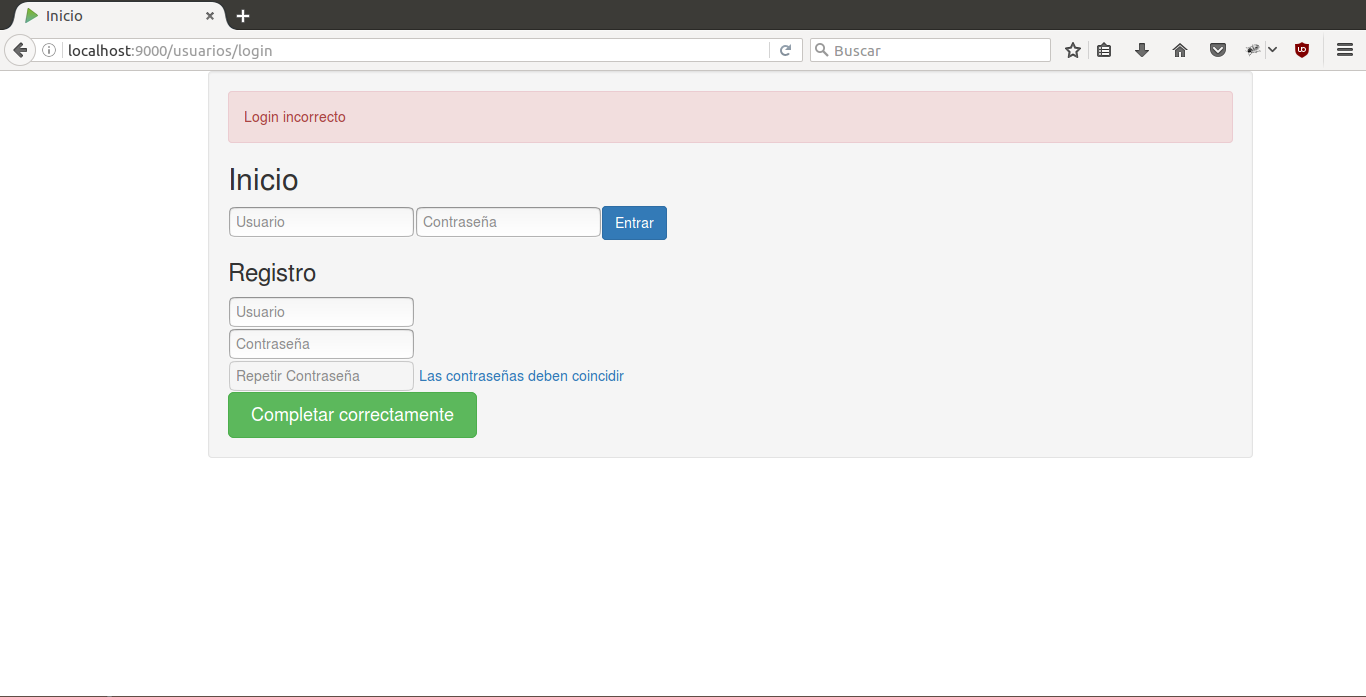 Inicio
localhost:9000/usuarios/login
Buscar
Login incorrecto
Inicio
Usuario Contraseña Entrar
Registro
Usuario
Contraseña
Repetir Contraseña Las contraseñas deben coincidir
Completar correctamente